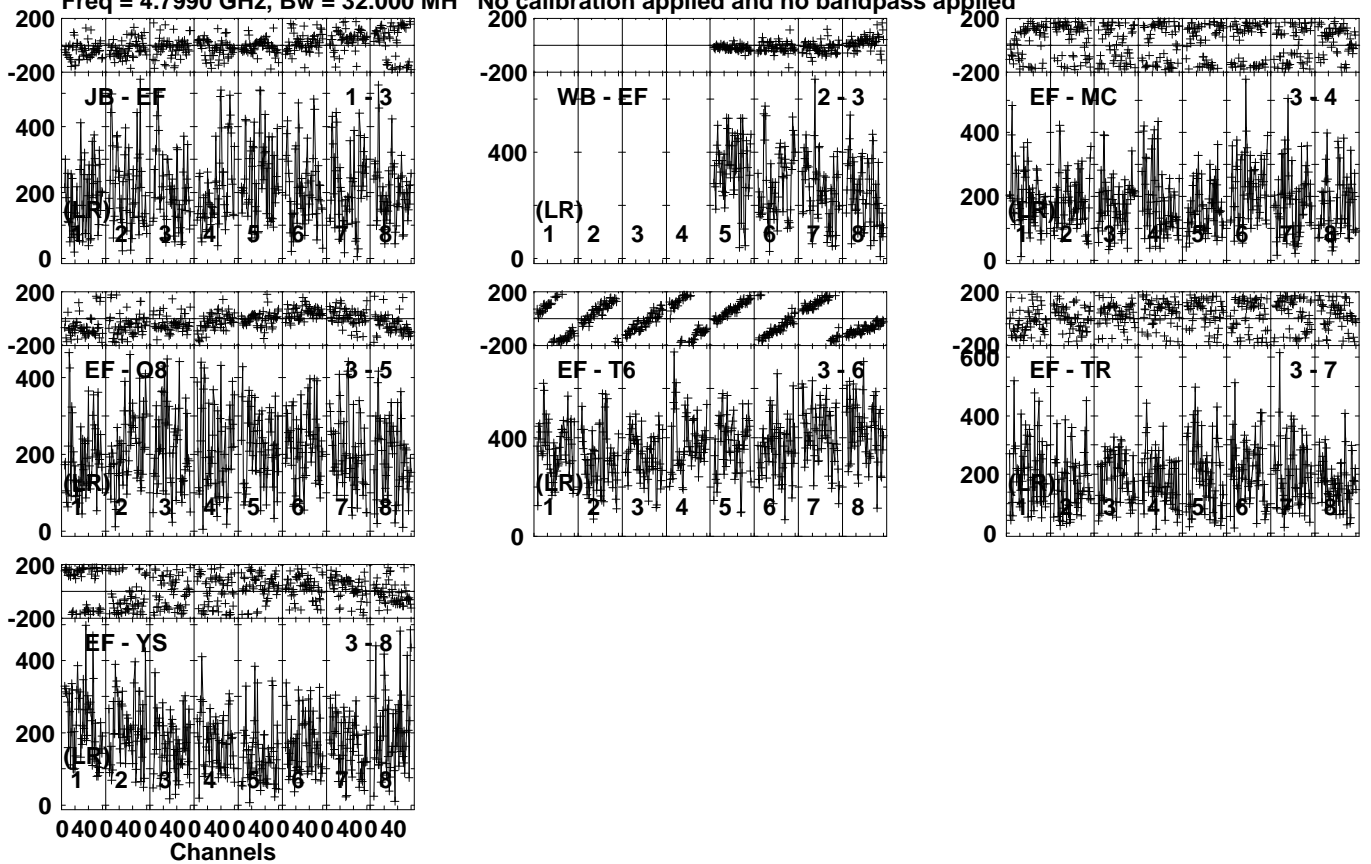 Freq = 4.7990 GHz, Bw = 32.000 MH   No calibration applied and no bandpass applied
200
-200
JB - EF 1 - 3
400
200
0
(LR)
1 2 3 4 5 6 7 8
200
-200
WB - EF 2 - 3
400
0
(LR)
1 2 3 4 5 6 7 8
200
-200
EF - MC 3 - 4
400
200
0
(LR)
1 2 3 4 5 6 7 8
200
-200
EF - O8 3 - 5
400
200
0
(LR)
1 2 3 4 5 6 7 8
200
-200
EF - T6 3 - 6
400
0
(LR)
1 2 3 4 5 6 7 8
200
-200
600
EF - TR 3 - 7
400
200
0
(LR)
1 2 3 4 5 6 7 8
200
-200
EF - YS 3 - 8
400
200
0
(LR)
1 2 3 4 5 6 7 8
0 40 0 40 0 40 0 40 0 40 0 40 0 40 0 40
Channels